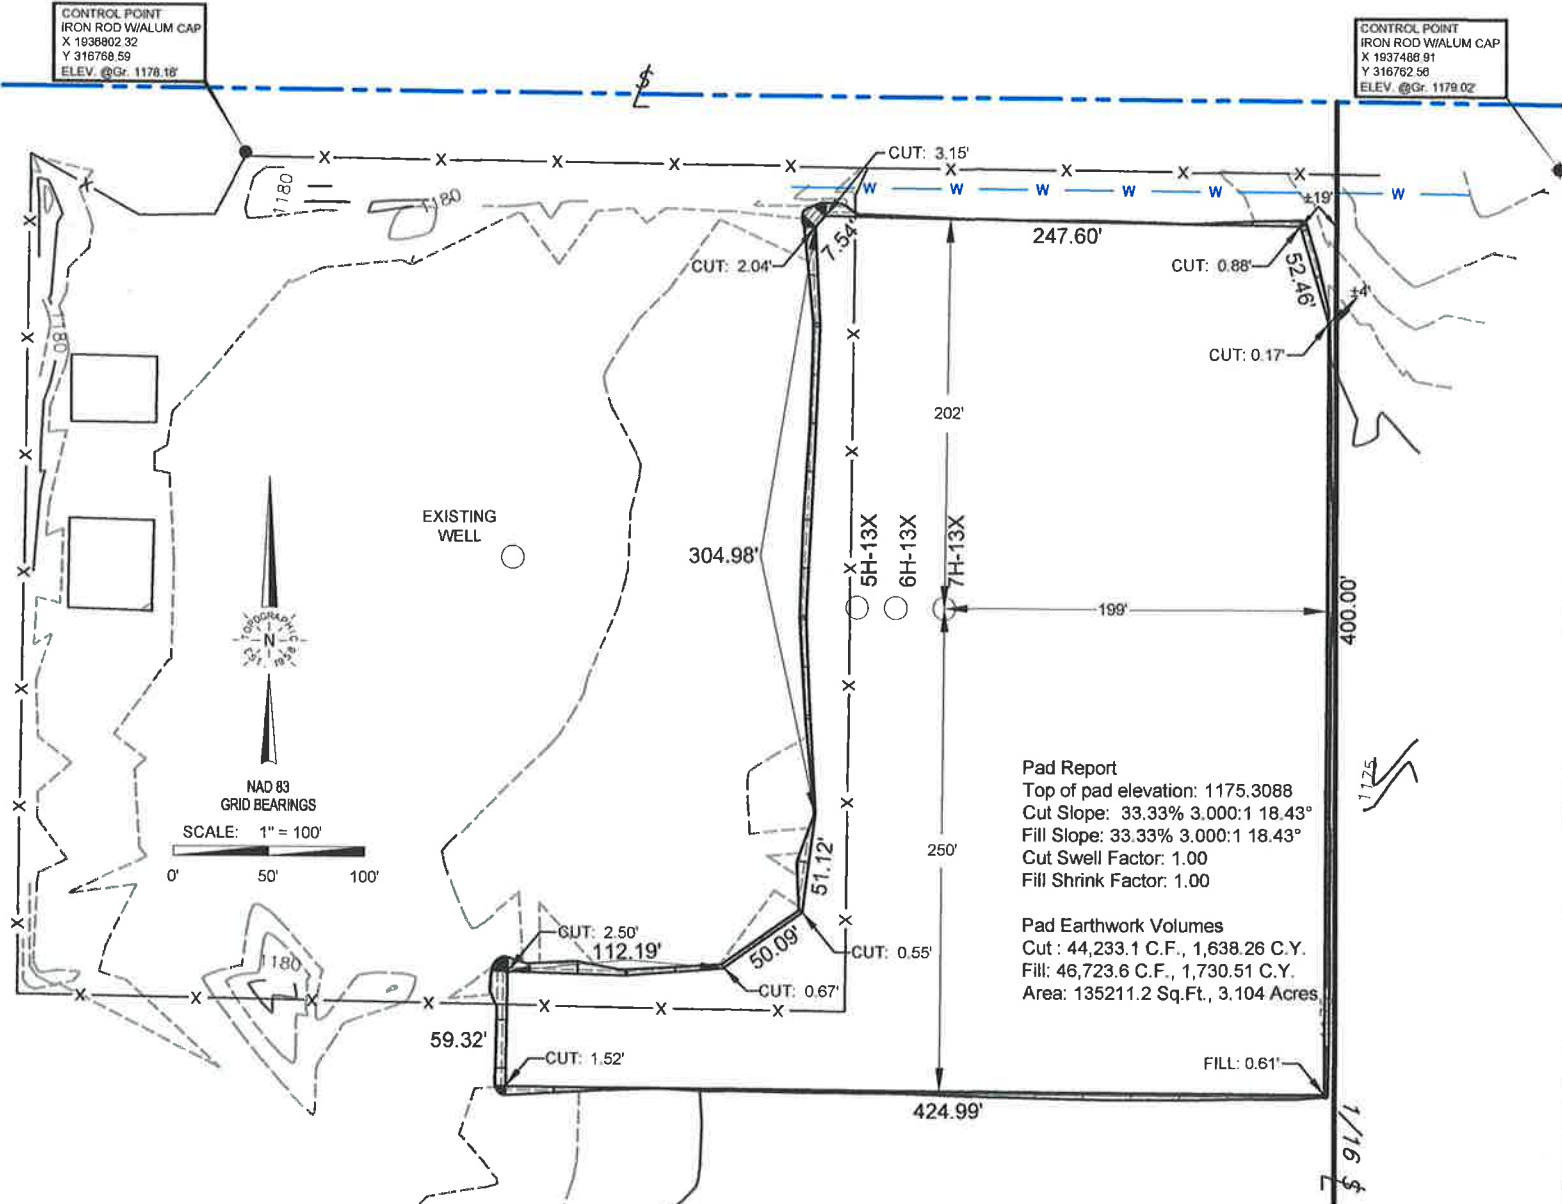 CONTROL POINT
IRON ROD W/ALUM CAP
X 1936802.32
Y 316768.59
ELEV. @Gr. 1178.16'
CONTROL POINT
IRON ROD W/ALUM CAP
X 1937486.91
Y 316762.56
ELEV. @Gr. 1179.02'
X X X X X X X X X
W W W W W W
CUT: 3.15'
1180
1180
±19'
7.54'
247.60'
CUT: 2.04'
CUT: 0.88'
52.46'
±4'
CUT: 0.17'
1180
202'
EXISTING
WELL
304.98'
5H-13X
6H-13X
7H-13X
199'
400.00'
TOPOGRAPHIC
N
EST. 1958
NAD 83
GRID BEARINGS
SCALE: 1" = 100'
0' 50' 100'
Pad Report
Top of pad elevation: 1175.3088
Cut Slope: 33.33% 3.000:1 18.43°
Fill Slope: 33.33% 3.000:1 18.43°
Cut Swell Factor: 1.00
Fill Shrink Factor: 1.00
Pad Earthwork Volumes
Cut : 44,233.1 C.F., 1,638.26 C.Y.
Fill: 46,723.6 C.F., 1,730.51 C.Y.
Area: 135211.2 Sq.Ft., 3.104 Acres
1175
250'
51.12'
CUT: 2.50'
112.19'
50.09'
CUT: 0.55'
1180
CUT: 0.67'
59.32'
CUT: 1.52'
FILL: 0.61'
424.99'
1/16